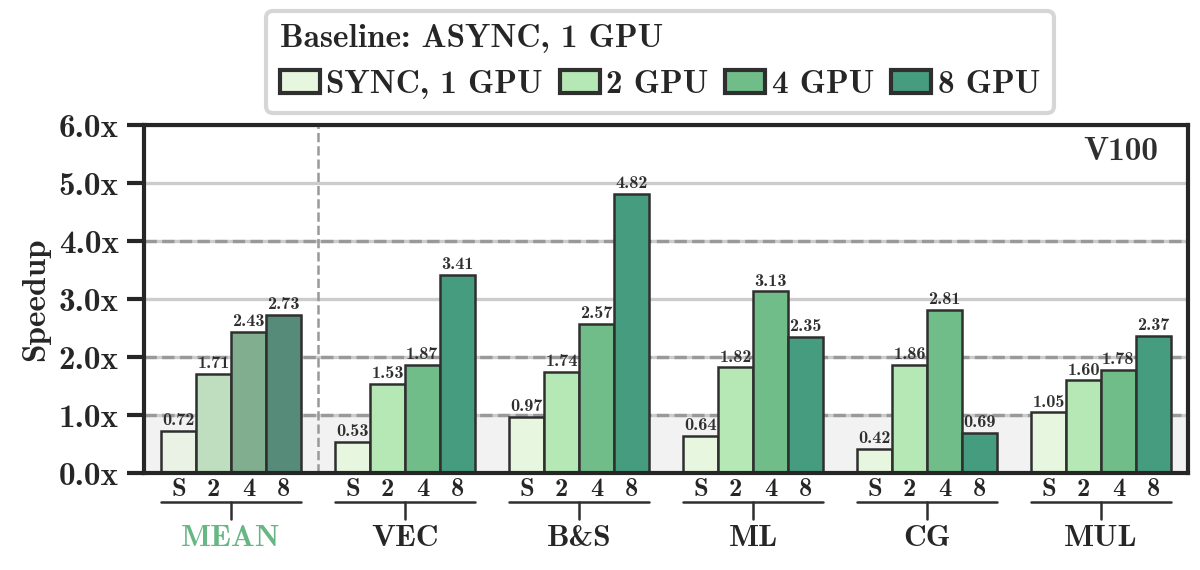 Baseline: ASYNC, 1 GPU
SYNC, 1 GPU 2 GPU 4 GPU 8 GPU
V100
Speedup
6.0x
5.0x
4.0x
3.0x
2.0x
1.0x
0.0x
0.72 1.71 2.43 2.73
0.53 1.53 1.87 3.41
0.97 1.74 2.57 4.82
0.64 1.82 3.13 2.35
0.42 1.86 2.81 0.69
1.05 1.60 1.78 2.37
S 2 4 8 S 2 4 8 S 2 4 8 S 2 4 8 S 2 4 8 S 2 4 8
MEAN VEC B&S ML CG MUL